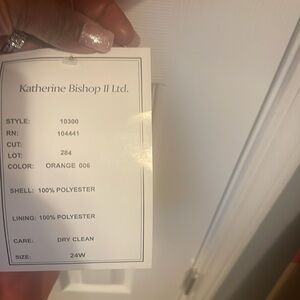 Katherine Bishop II Ltd.
STYLE: 10300
RN: 104441
CUT:
LOT: 284
COLOR: ORANGE 006
SHELL: 100% POLYESTER
LINING: 100% POLYESTER
CARE: DRY CLEAN
SIZE: 24W